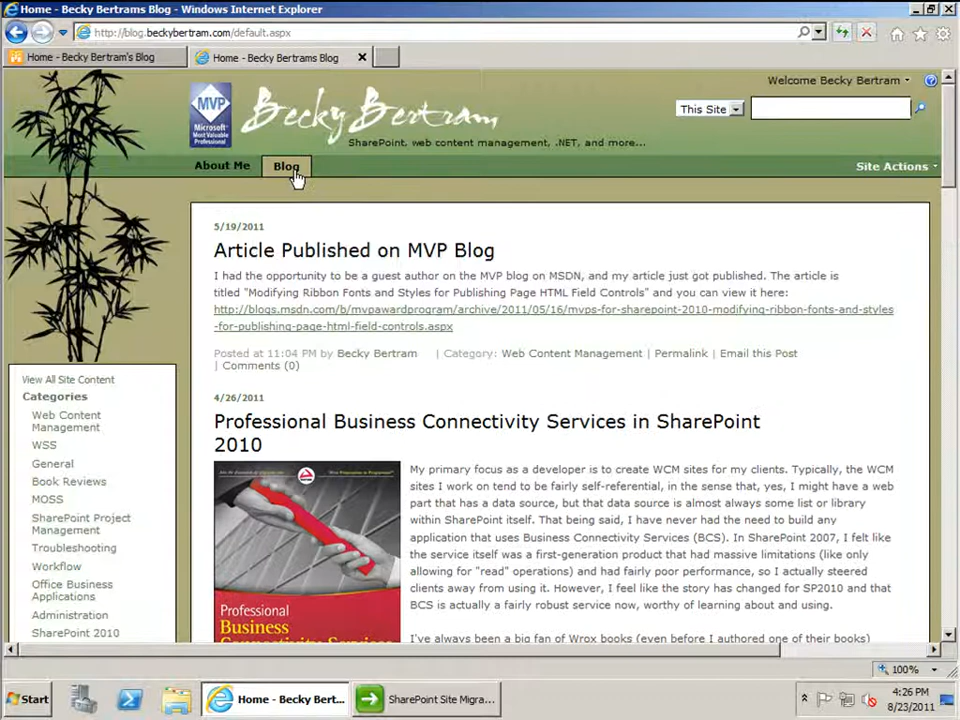 Home - Becky Bertrams Blog - Windows Internet Explorer
http://blog.beckybertram.com/default.aspx
Home - Becky Bertram's Blog
Home - Becky Bertrams Blog
Welcome Becky Bertram
MVP
Microsoft
Most Valuable
Professional
Becky Bertram
This Site
SharePoint, web content management, .NET, and more...
About Me
Blog
Site Actions
5/19/2011
Article Published on MVP Blog
I had the opportunity to be a guest author on the MVP blog on MSDN, and my article just got published. The article is
titled "Modifying Ribbon Fonts and Styles for Publishing Page HTML Field Controls" and you can view it here:
http://blogs.msdn.com/b/mvpawardprogram/archive/2011/05/16/mvps-for-sharepoint-2010-modifying-ribbon-fonts-and-styles
-for-publishing-page-html-field-controls.aspx
Posted at 11:04 PM by Becky Bertram | Category: Web Content Management | Permalink | Email this Post
| Comments (0)
View All Site Content
Categories
Web Content
Management
WSS
General
Book Reviews
MOSS
SharePoint Project
Management
Troubleshooting
Workflow
Office Business
Applications
Administration
SharePoint 2010
4/26/2011
Professional Business Connectivity Services in SharePoint
2010
Professional
Business
My primary focus as a developer is to create WCM sites for my clients. Typically, the WCM
sites I work on tend to be fairly self-referential, in the sense that, yes, I might have a web
part that has a data source, but that data source is almost always some list or library
within SharePoint itself. That being said, I have never had the need to build any
application that uses Business Connectivity Services (BCS). In SharePoint 2007, I felt like
the service itself was a first-generation product that had massive limitations (like only
allowing for "read" operations) and had fairly poor performance, so I actually steered
clients away from using it. However, I feel like the story has changed for SP2010 and that
BCS is actually a fairly robust service now, worthy of learning about and using.
I've always been a big fan of Wrox books (even before I authored one of their books)
100%
Start
Home - Becky Bert...
SharePoint Site Migra...
4:26 PM
8/23/2011